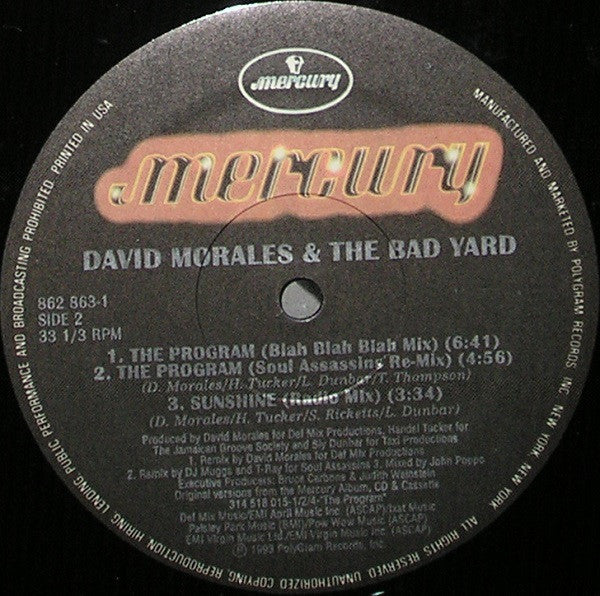 mercury
mercury
DAVID MORALES & THE BAD YARD
862 863-1
SIDE 2
33 1/3 RPM
1. THE PROGRAM (Blah Blah Blah Mix) (6:41)
2. THE PROGRAM (Soul Assassins Re-Mix) (4:56)
(D. Morales/H. Tucker/L. Dunbar/T. Thompson)
3. SUNSHINE (Radio Mix) (3:34)
(D. Morales/H. Tucker/S. Ricketts/L. Dunbar)
Produced by David Morales for Def Mix Productions, Handel Tucker for
The Jamaican Groove Society and Sly Dunbar for Taxi Productions
1. Remix by David Morales for Def Mix Productions
2. Remix by DJ Muggs and T-Ray for Soul Assassins 3. Mixed by John Poppo
Executive Producers: Bruce Carbone & Judith Weinstein
Original versions from the Mercury Album, CD & Cassette
314 518 015-1/2/4-"The Program"
Def Mix Music/EMI April Music Inc. (ASCAP)/Ixat Music
Paisley Park Music (BMI)/Pow Wow Music (ASCAP)
EMI Virgin Music Ltd./EMI Virgin Music Inc. (ASCAP)
℗ 1993 PolyGram Records, Inc.
MANUFACTURED AND MARKETED BY POLYGRAM RECORDS, INC. NEW YORK, NEW YORK. ALL RIGHTS RESERVED. UNAUTHORIZED COPYING, REPRODUCTION, HIRING, LENDING, PUBLIC PERFORMANCE AND BROADCASTING PROHIBITED. PRINTED IN USA